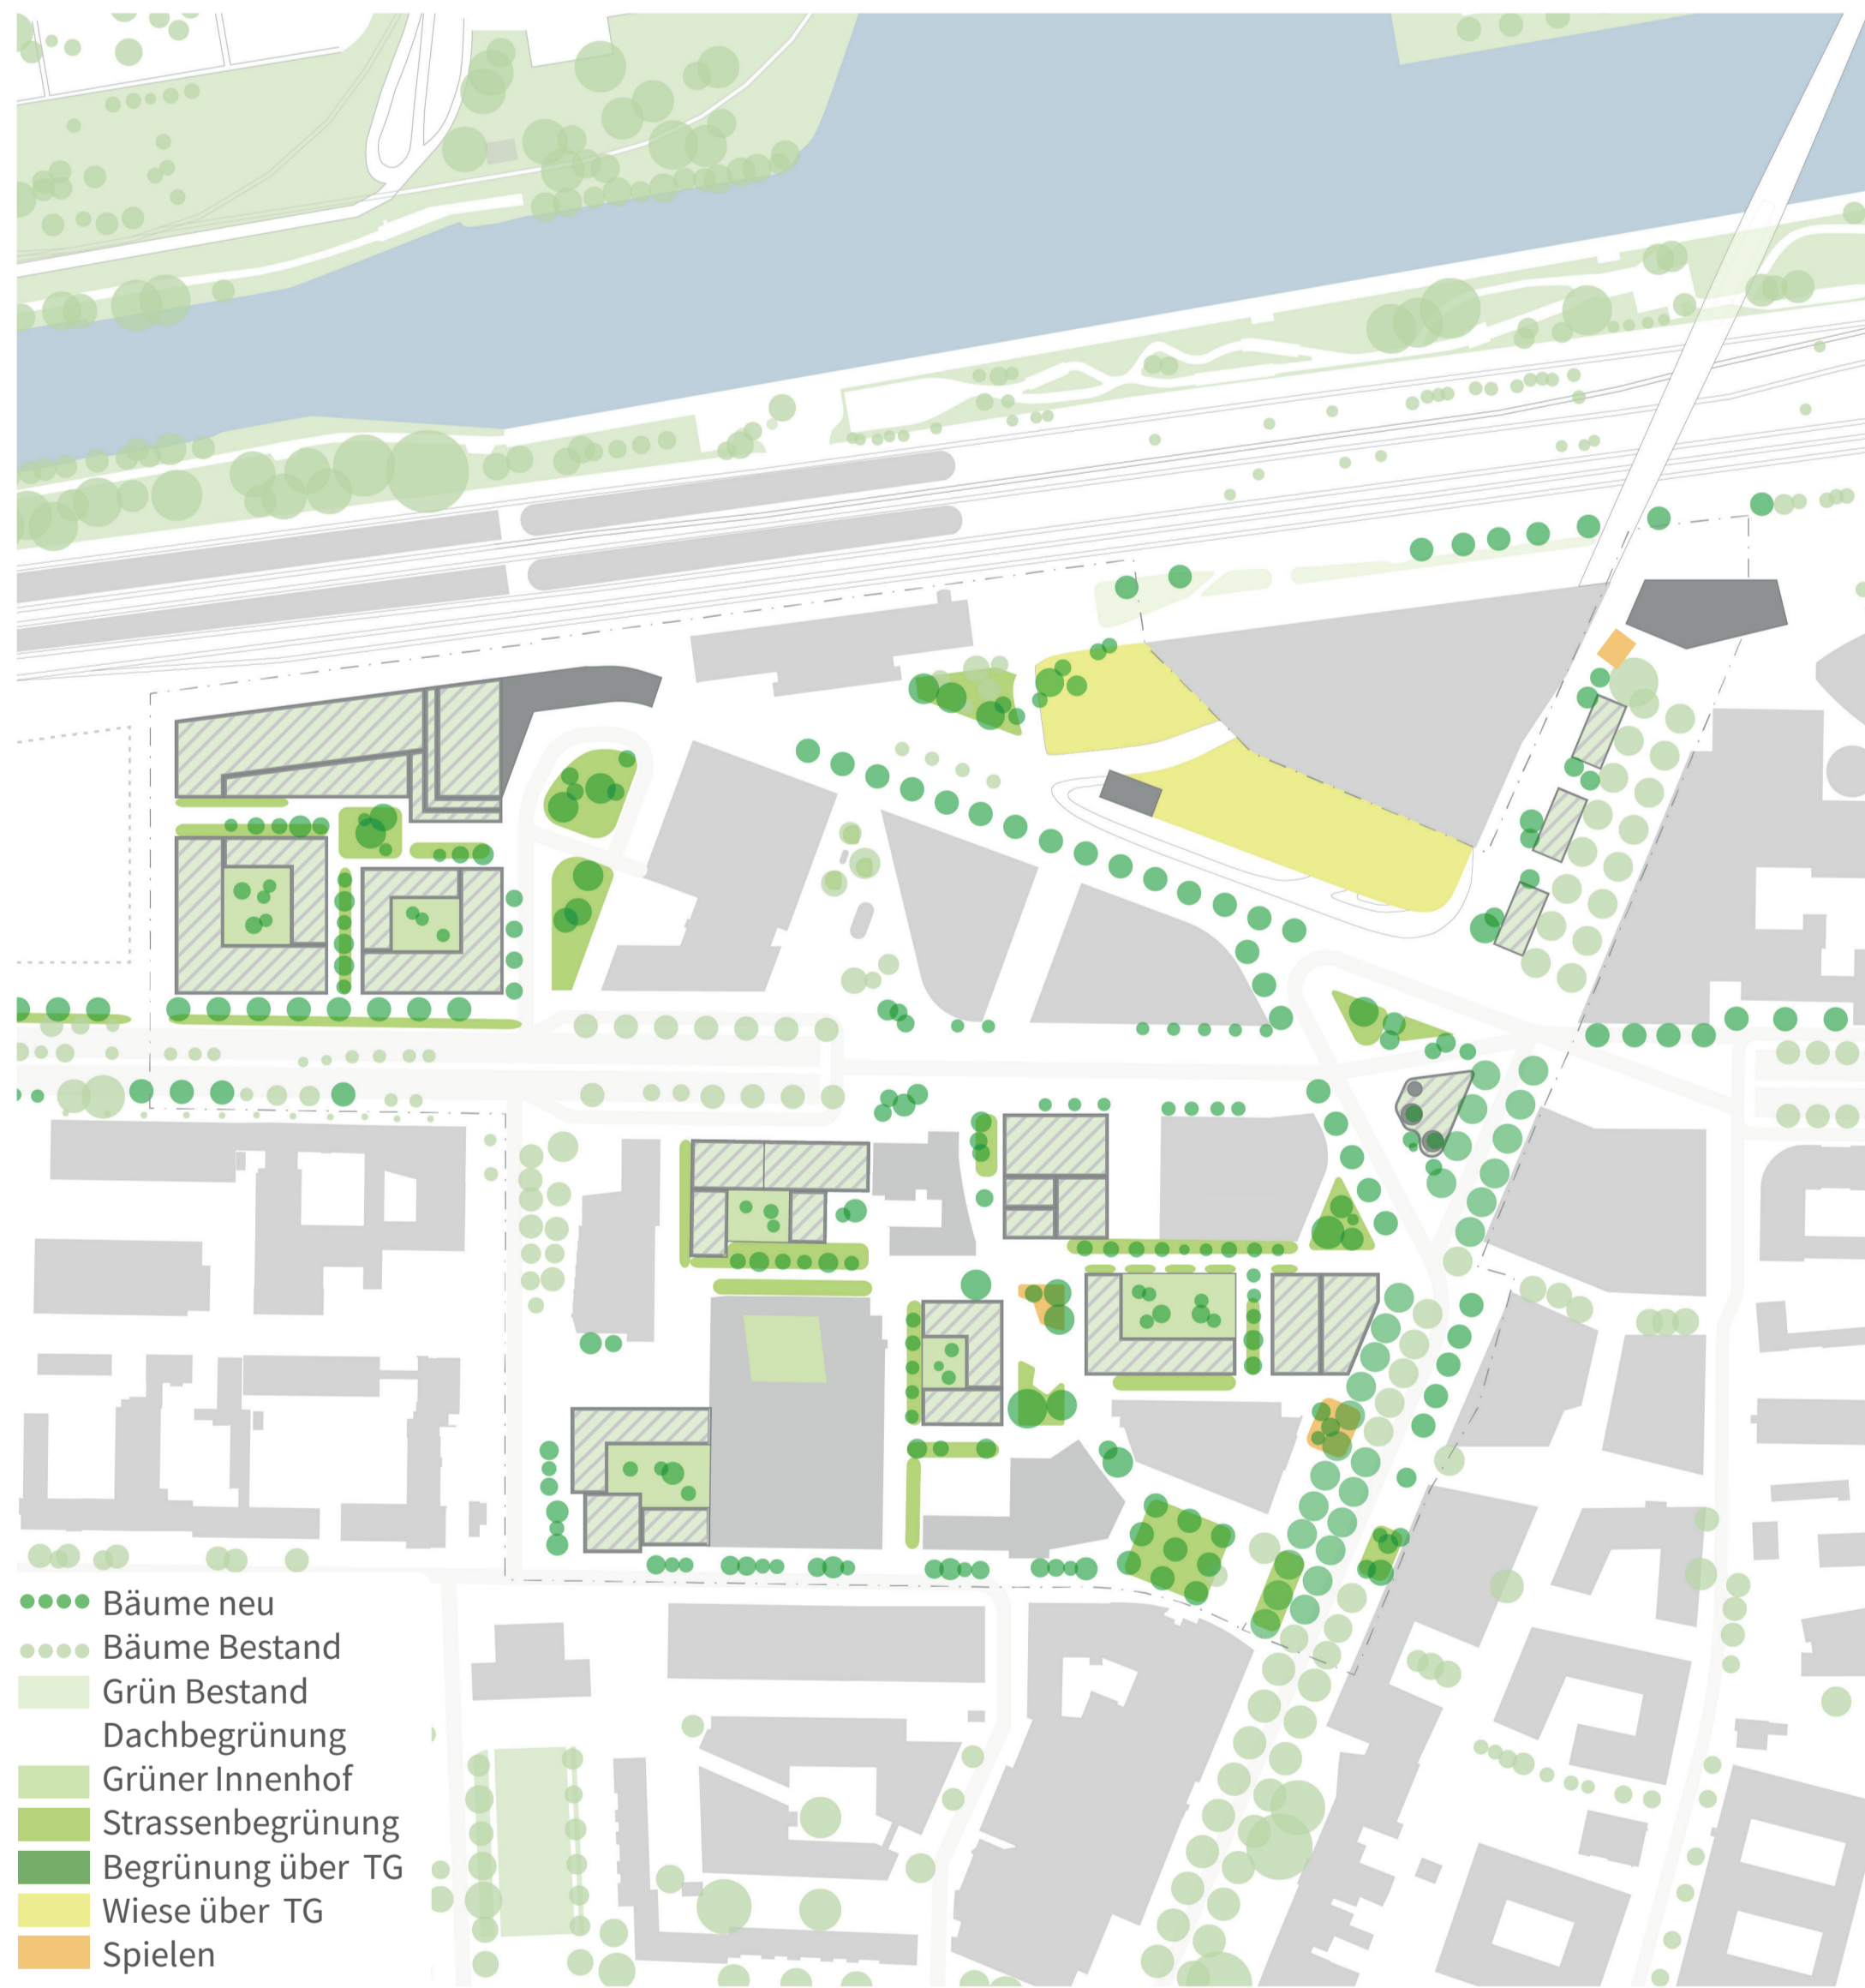 Bäume neu
Bäume Bestand
Grün Bestand
Dachbegrünung
Grüner Innenhof
Strassenbegrünung
Begrünung über TG
Wiese über TG
Spielen